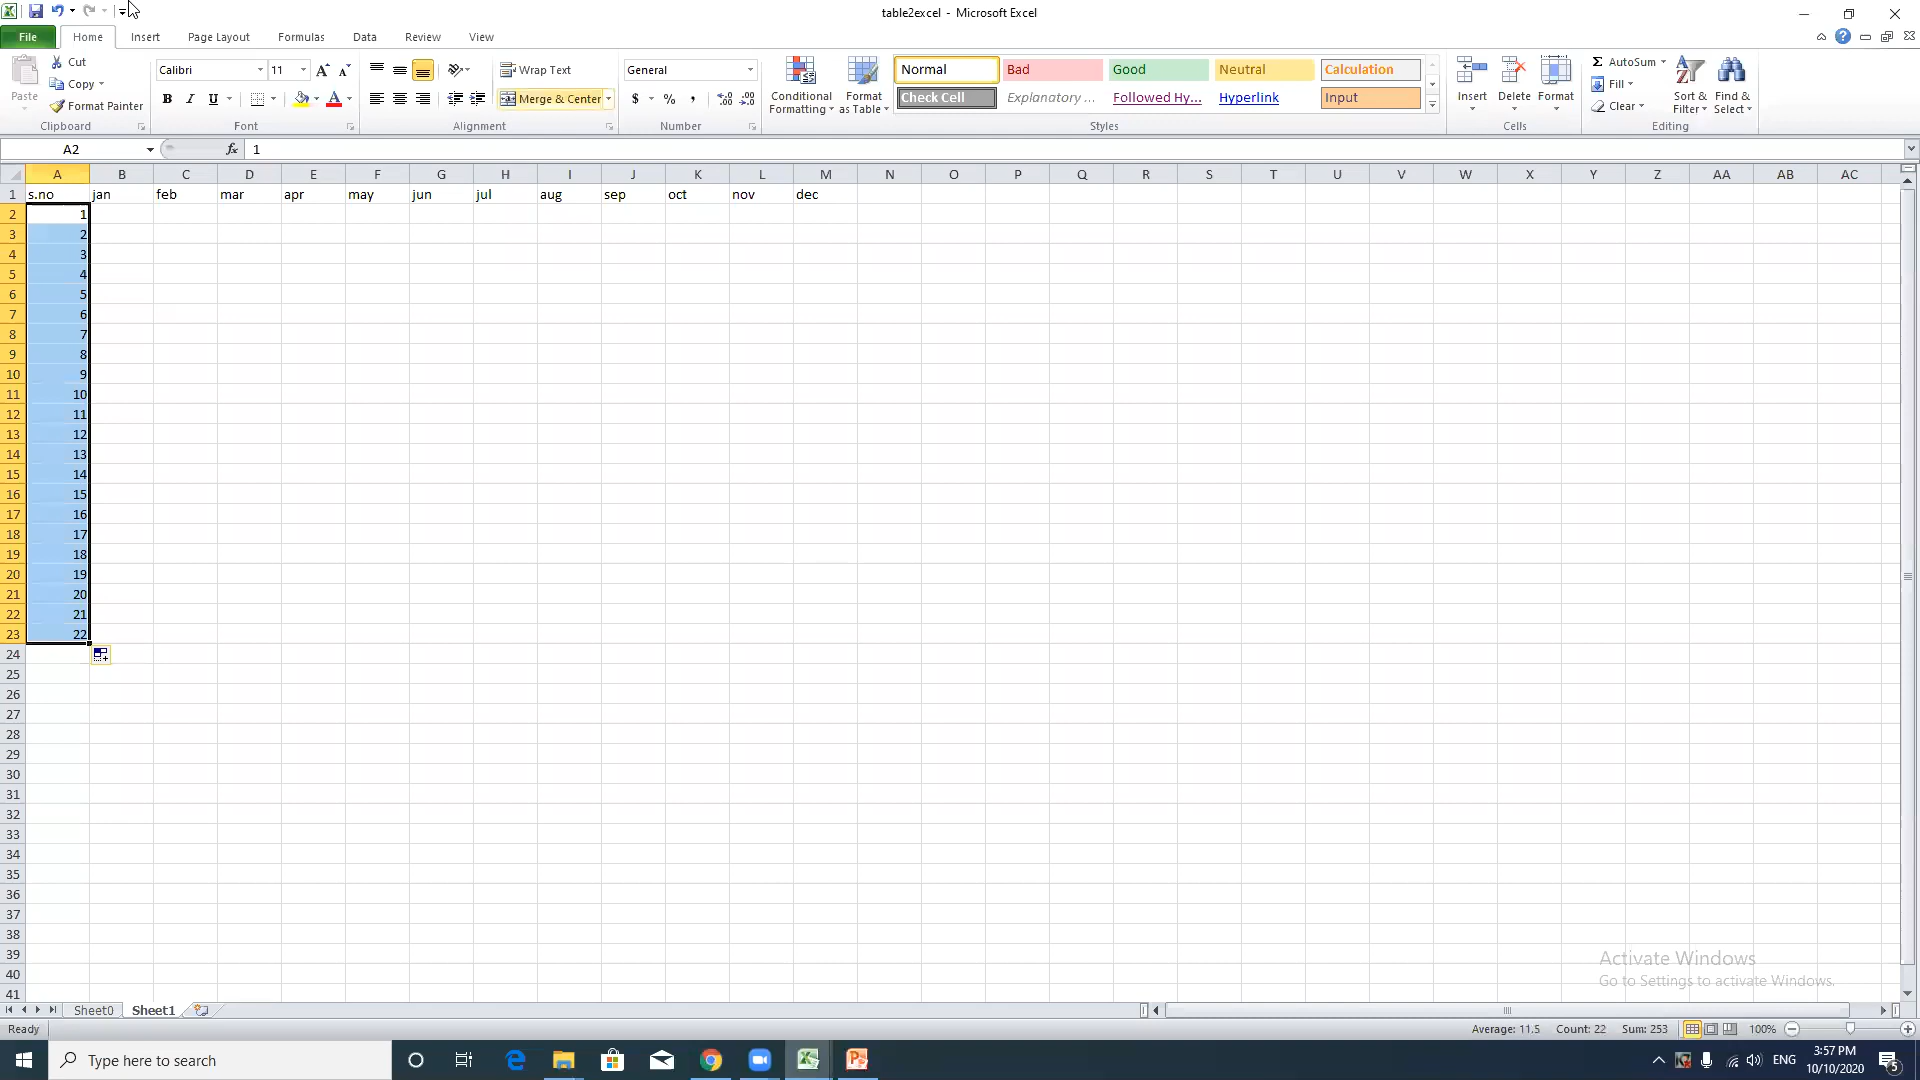 table2excel - Microsoft Excel
File Home Insert Page Layout Formulas Data Review View
Paste
Cut
Copy
Format Painter
Clipboard
Calibri 11
B I U
Font
Wrap Text
Merge & Center
Alignment
General
$ % ,
Number
Conditional Formatting
Format as Table
Normal Bad Good Neutral Calculation
Check Cell Explanatory ... Followed Hy... Hyperlink Input
Styles
Insert Delete Format
Cells
Σ AutoSum
Fill
Clear
Sort & Filter
Find & Select
Editing
A2 fx 1
A B C D E F G H I J K L M N O P Q R S T U V W X Y Z AA AB AC
1 s.no jan feb mar apr may jun jul aug sep oct nov dec
2 1
3 2
4 3
5 4
6 5
7 6
8 7
9 8
10 9
11 10
12 11
13 12
14 13
15 14
16 15
17 16
18 17
19 18
20 19
21 20
22 21
23 22
24
25
26
27
28
29
30
31
32
33
34
35
36
37
38
39
40
41
Activate Windows
Go to Settings to activate Windows.
Sheet0 Sheet1
Ready Average: 11.5 Count: 22 Sum: 253 100%
Type here to search
ENG
3:57 PM
10/10/2020
5